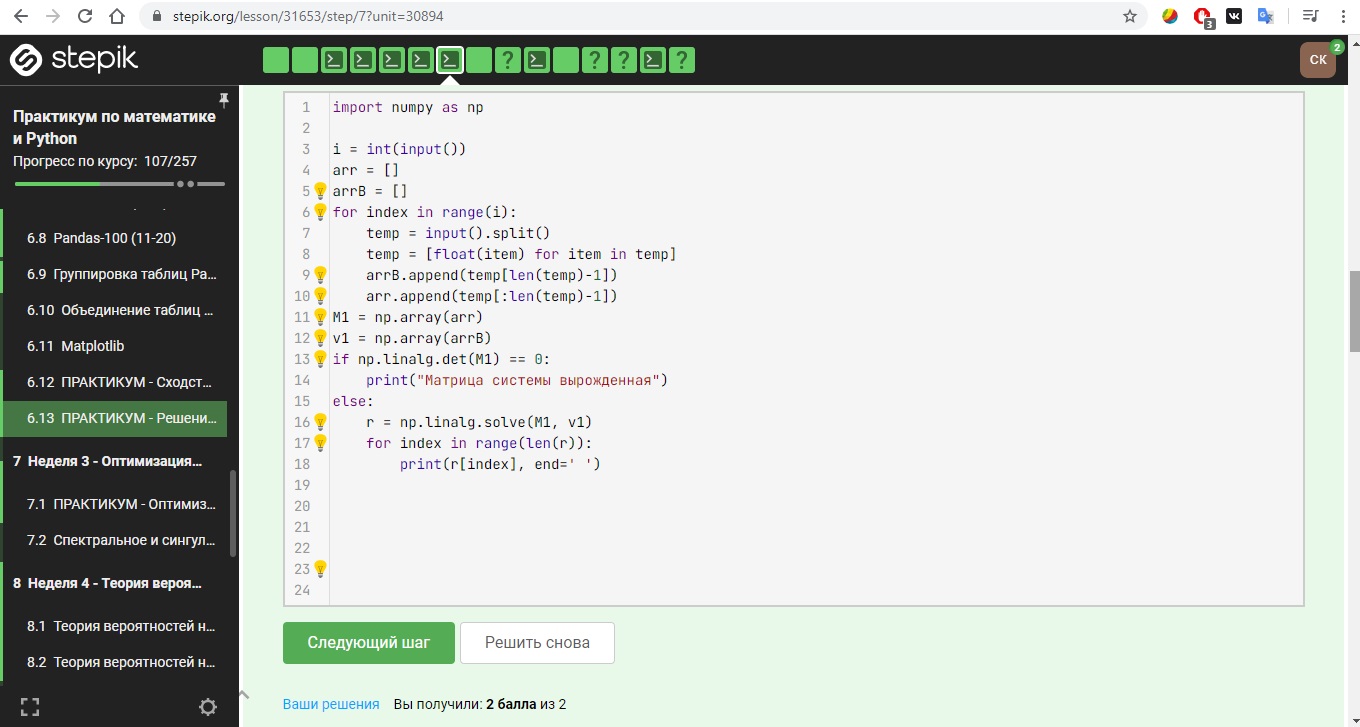 stepik.org/lesson/31653/step/7?unit=30894
3
stepik
? ? ? ?
СК
2
Практикум по математике
и Python
Прогресс по курсу: 107/257
6.8 Pandas-100 (11-20)
6.9 Группировка таблиц Pa...
6.10 Объединение таблиц ...
6.11 Matplotlib
6.12 ПРАКТИКУМ - Сходст...
6.13 ПРАКТИКУМ - Решени...
7 Неделя 3 - Оптимизация...
7.1 ПРАКТИКУМ - Оптимиз...
7.2 Спектральное и сингул...
8 Неделя 4 - Теория вероя...
8.1 Теория вероятностей н...
8.2 Теория вероятностей н...
1 import numpy as np
2
3 i = int(input())
4 arr = []
5 arrB = []
6 for index in range(i):
7     temp = input().split()
8     temp = [float(item) for item in temp]
9     arrB.append(temp[len(temp)-1])
10     arr.append(temp[:len(temp)-1])
11 M1 = np.array(arr)
12 v1 = np.array(arrB)
13 if np.linalg.det(M1) == 0:
14     print("Матрица системы вырожденная")
15 else:
16     r = np.linalg.solve(M1, v1)
17     for index in range(len(r)):
18         print(r[index], end=' ')
19
20
21
22
23
24
Следующий шаг
Решить снова
Ваши решения Вы получили: 2 балла из 2